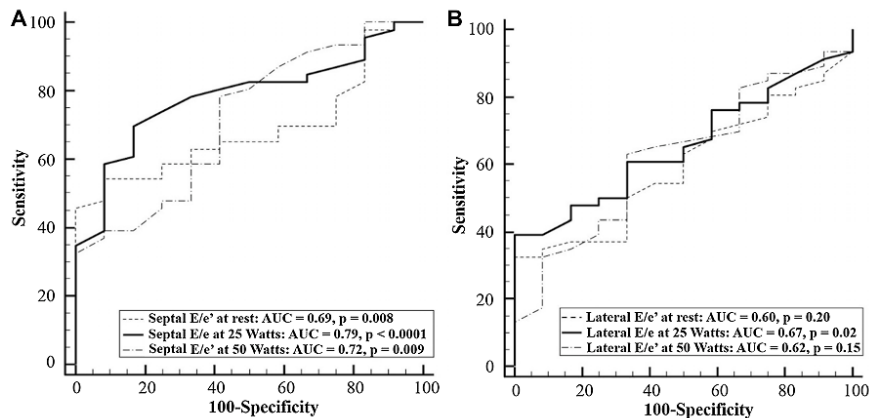 A
100
80
60
40
20
0
Sensitivity
Septal E/e' at rest: AUC = 0.69, p = 0.008
Septal E/e at 25 Watts: AUC = 0.79, p < 0.0001
Septal E/e' at 50 Watts: AUC = 0.72, p = 0.009
0 20 40 60 80 100
100-Specificity
B
100
80
60
40
20
0
Sensitivity
Lateral E/e' at rest: AUC = 0.60, p = 0.20
Lateral E/e at 25 Watts: AUC = 0.67, p = 0.02
Lateral E/e' at 50 Watts: AUC = 0.62, p = 0.15
0 20 40 60 80 100
100-Specificity